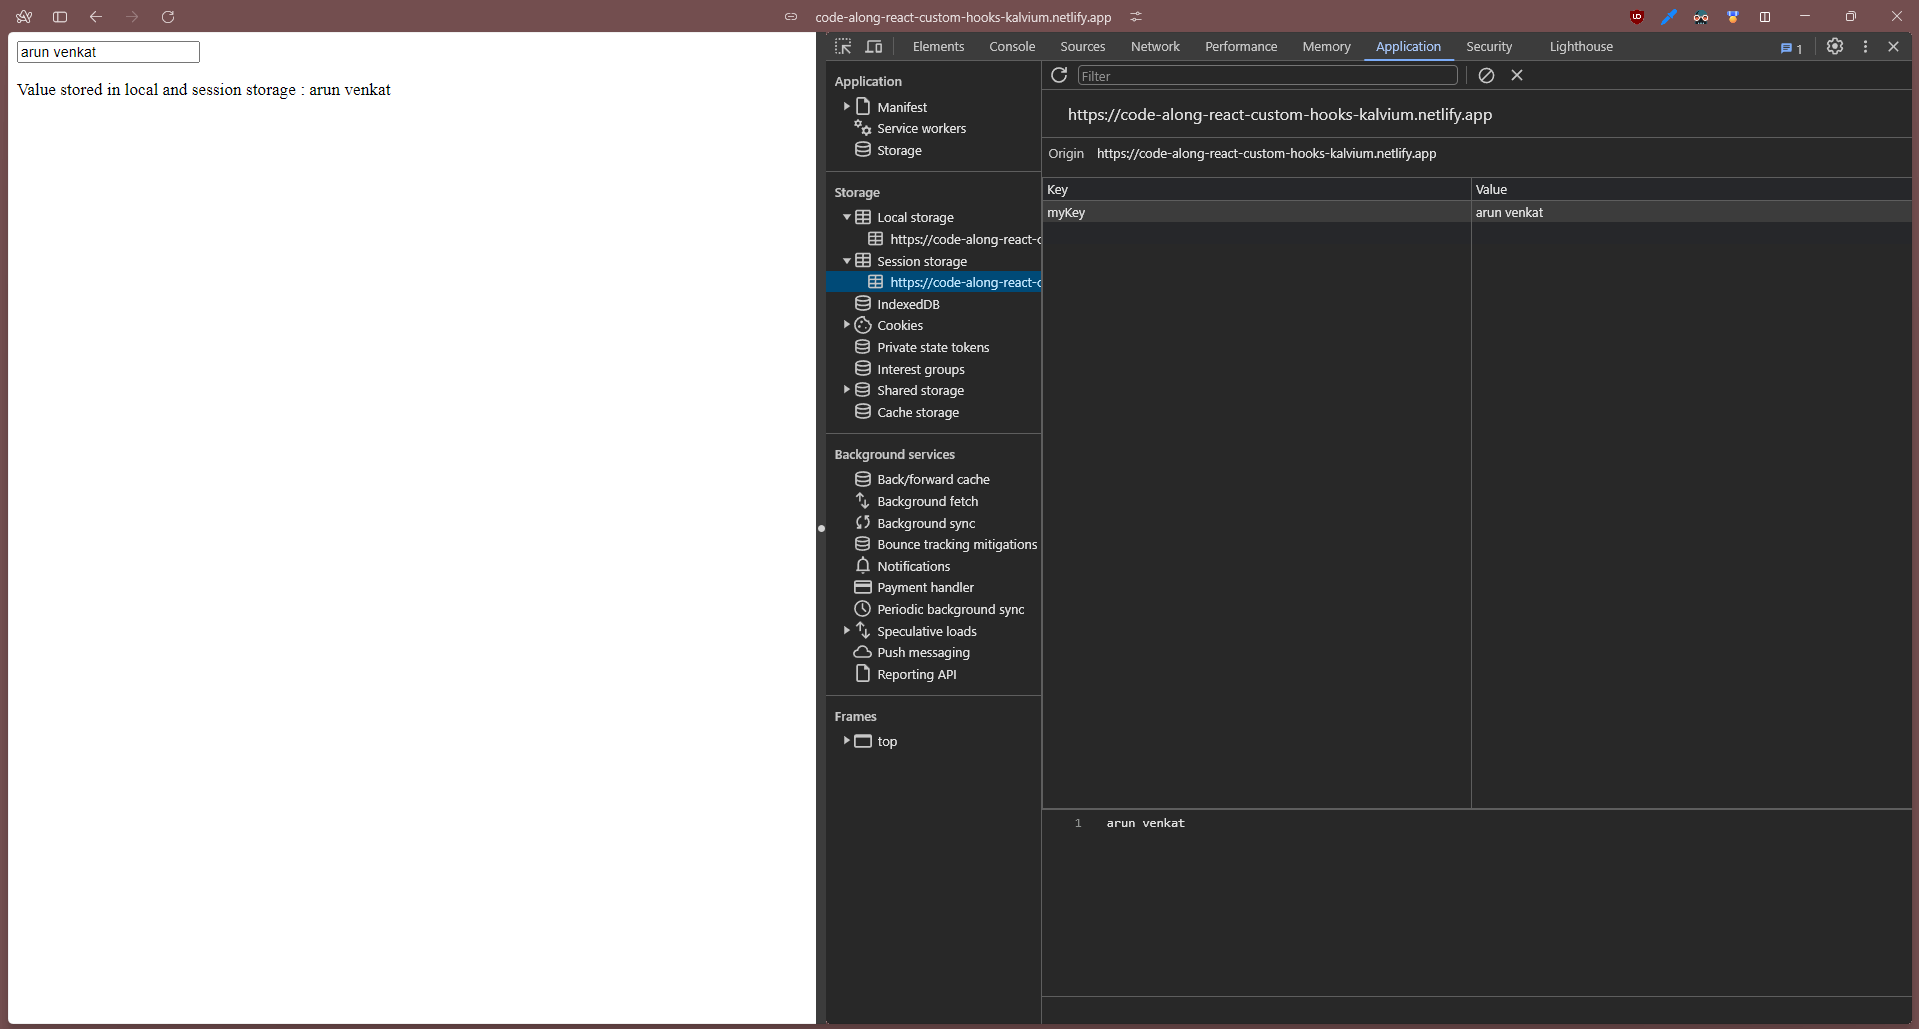 code-along-react-custom-hooks-kalvium.netlify.app
arun venkat
Value stored in local and session storage : arun venkat
Elements Console Sources Network Performance Memory Application Security Lighthouse 1
Application
Manifest
Service workers
Storage
Storage
Local storage
https://code-along-react-c
Session storage
https://code-along-react-c
IndexedDB
Cookies
Private state tokens
Interest groups
Shared storage
Cache storage
Background services
Back/forward cache
Background fetch
Background sync
Bounce tracking mitigations
Notifications
Payment handler
Periodic background sync
Speculative loads
Push messaging
Reporting API
Frames
top
Filter
https://code-along-react-custom-hooks-kalvium.netlify.app
Origin https://code-along-react-custom-hooks-kalvium.netlify.app
Key Value
myKey arun venkat
1 arun venkat